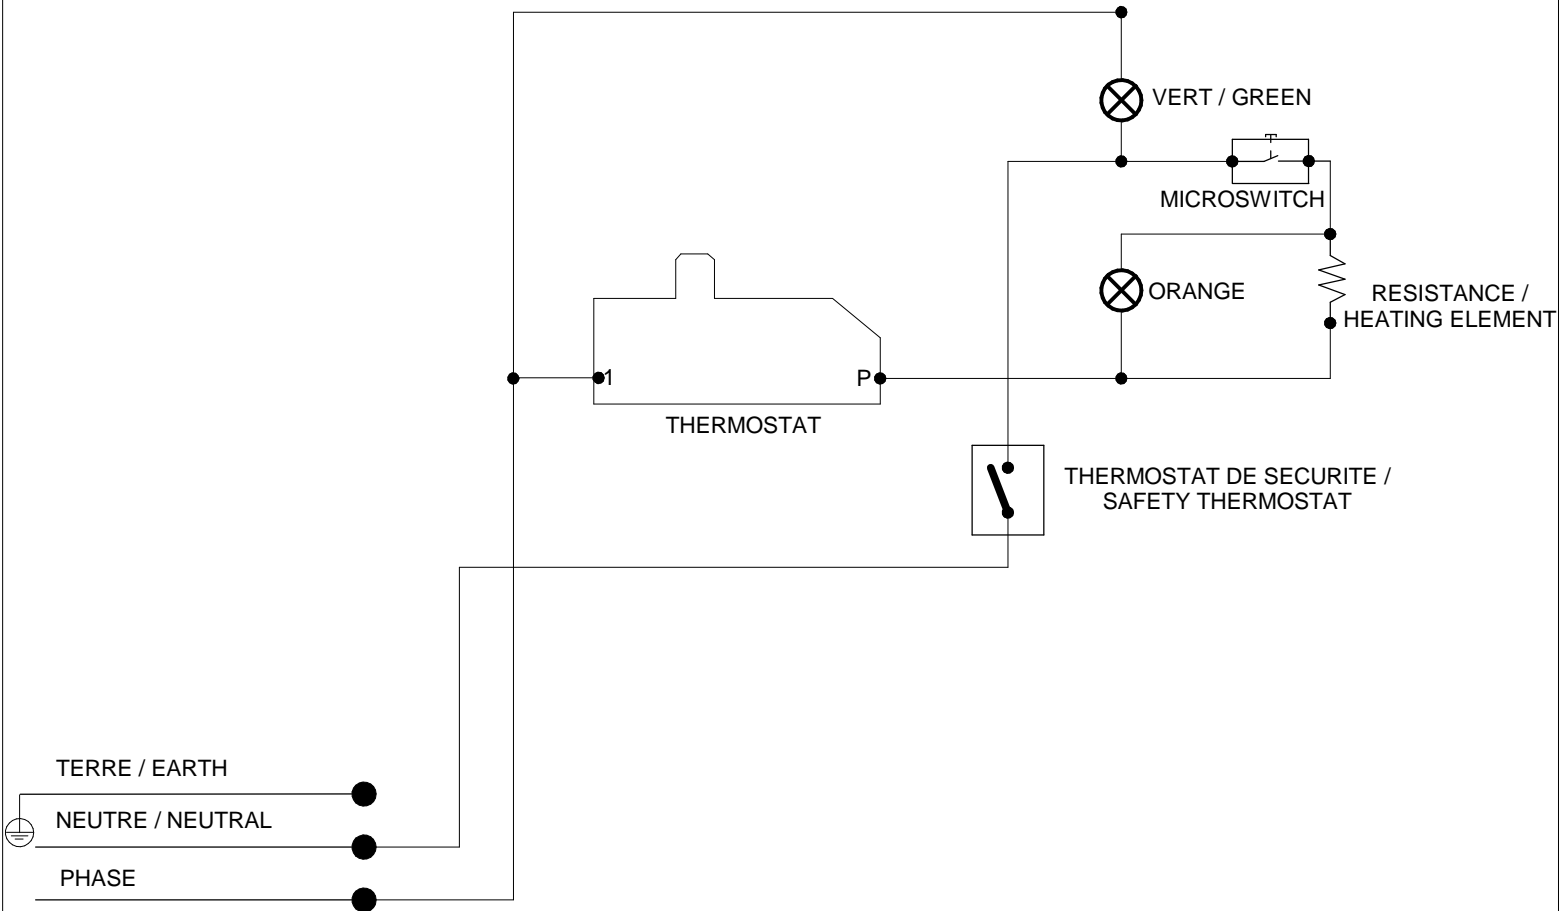 VERT / GREEN
MICROSWITCH
ORANGE
RESISTANCE /
HEATING ELEMENT
1
P
THERMOSTAT
THERMOSTAT DE SECURITE /
SAFETY THERMOSTAT
TERRE / EARTH
NEUTRE / NEUTRAL
PHASE